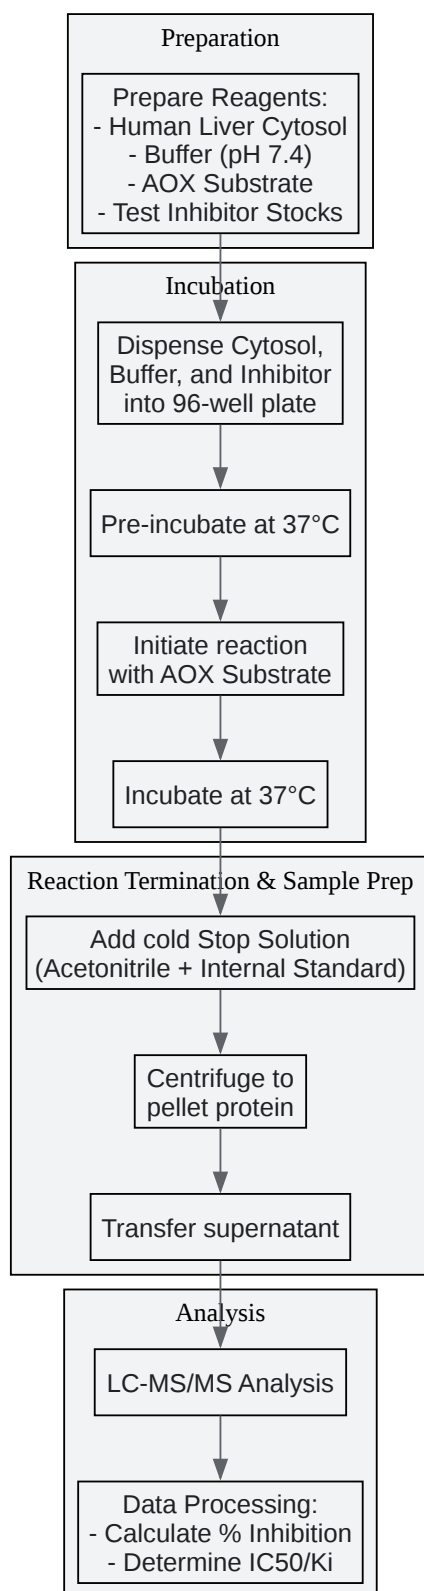 Preparation
Prepare Reagents:
- Human Liver Cytosol
- Buffer (pH 7.4)
- AOX Substrate
- Test Inhibitor Stocks
Incubation
Dispense Cytosol,
Buffer, and Inhibitor
into 96-well plate
Pre-incubate at 37°C
Initiate reaction
with AOX Substrate
Incubate at 37°C
Reaction Termination & Sample Prep
Add cold Stop Solution
(Acetonitrile + Internal Standard)
Centrifuge to
pellet protein
Transfer supernatant
Analysis
LC-MS/MS Analysis
Data Processing:
- Calculate % Inhibition
- Determine IC50/Ki